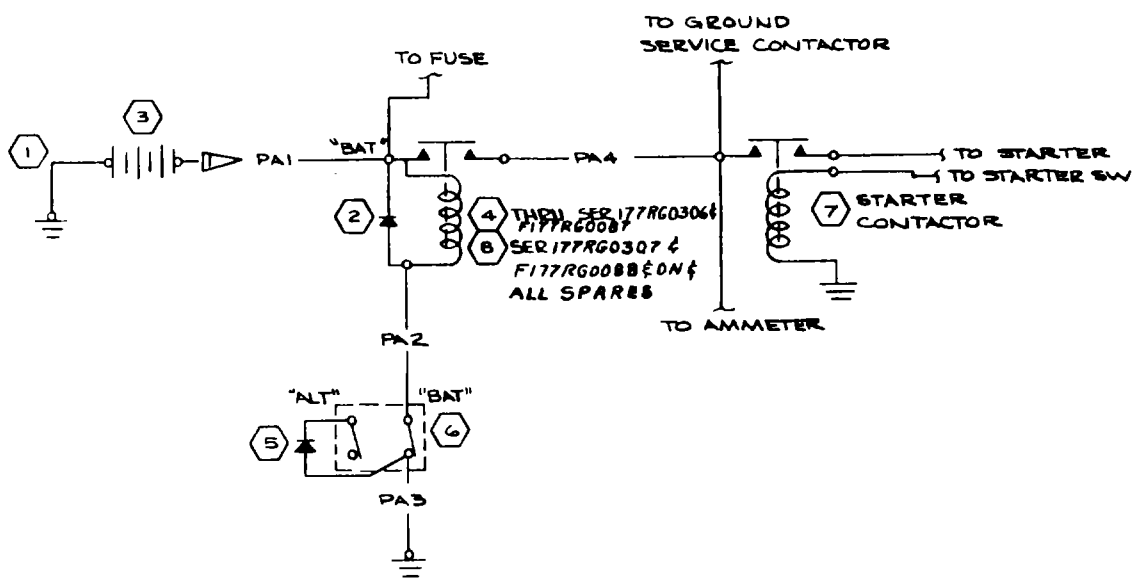 TO GROUND
SERVICE CONTACTOR
TO FUSE
3
1
PA1
"BAT"
PA4
TO STARTER
TO STARTER SW
2
4 THRU SER 177RG0306 &
F177RG0087
8 SER 177RG0307 &
F177RG0088 & ON &
ALL SPARES
7 STARTER
CONTACTOR
TO AMMETER
PA2
"ALT"
"BAT"
5
6
PA3